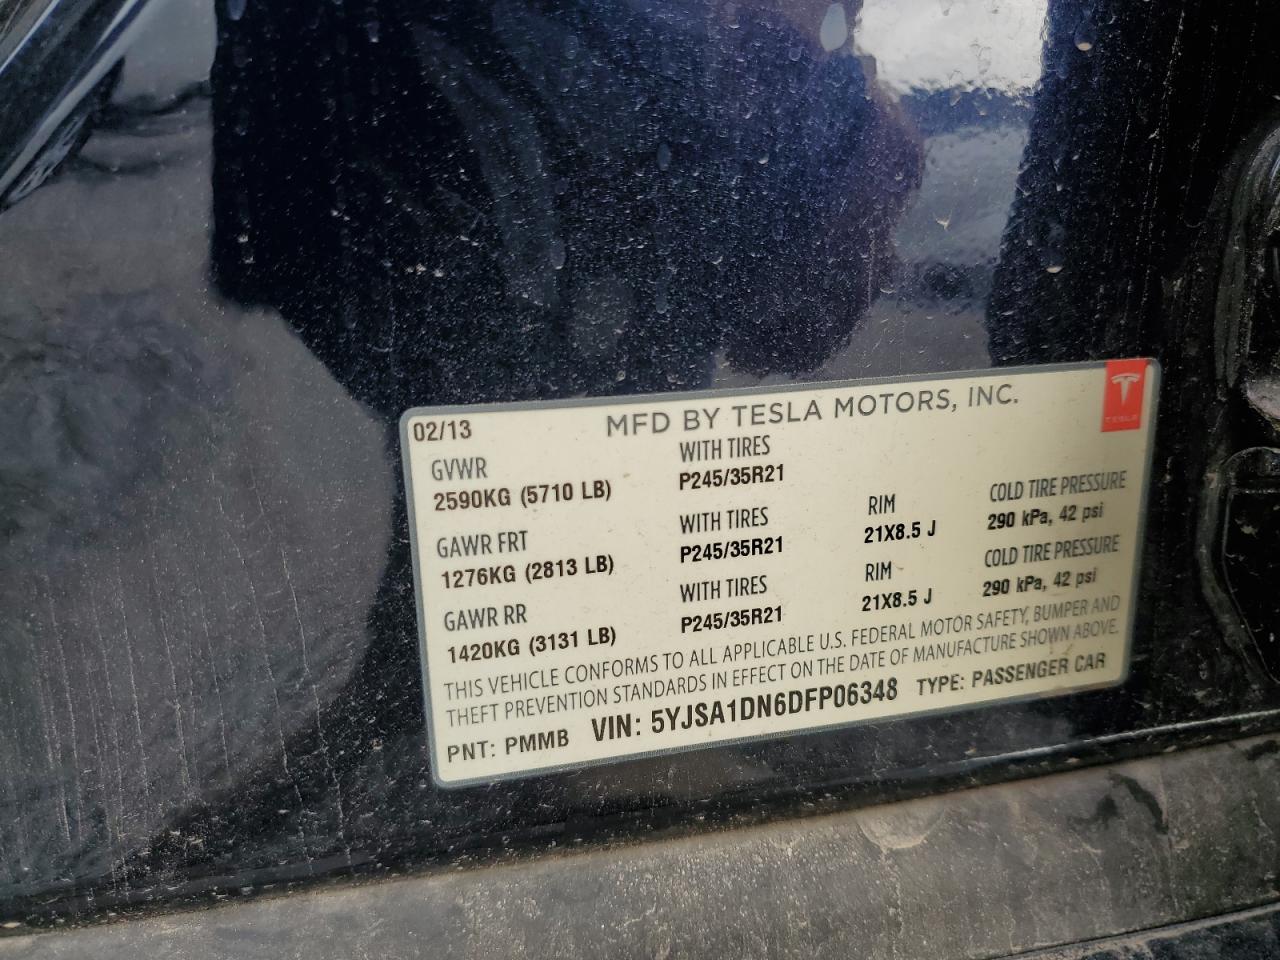 02/13 MFD BY TESLA MOTORS, INC. TESLA
GVWR WITH TIRES
2590KG (5710 LB) P245/35R21
GAWR FRT WITH TIRES RIM COLD TIRE PRESSURE
1276KG (2813 LB) P245/35R21 21X8.5 J 290 kPa, 42 psi
GAWR RR WITH TIRES RIM COLD TIRE PRESSURE
1420KG (3131 LB) P245/35R21 21X8.5 J 290 kPa, 42 psi
THIS VEHICLE CONFORMS TO ALL APPLICABLE U.S. FEDERAL MOTOR SAFETY, BUMPER AND
THEFT PREVENTION STANDARDS IN EFFECT ON THE DATE OF MANUFACTURE SHOWN ABOVE.
PNT: PMMB VIN: 5YJSA1DN6DFP06348 TYPE: PASSENGER CAR